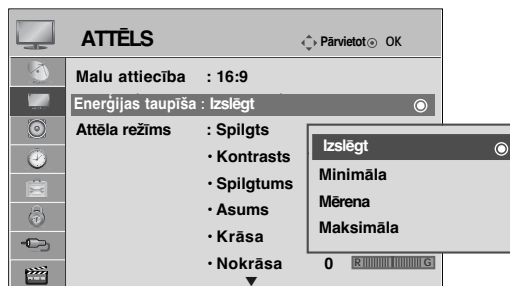 ATTĒLS
Pārvietot OK
Malu attiecība : 16:9
Enerģijas taupīša : Izslēgt
Attēla režīms : Spilgts
• Kontrasts
• Spilgtums
• Asums
• Krāsa
• Nokrāsa 0 R G
Izslēgt
Minimāla
Mērena
Maksimāla